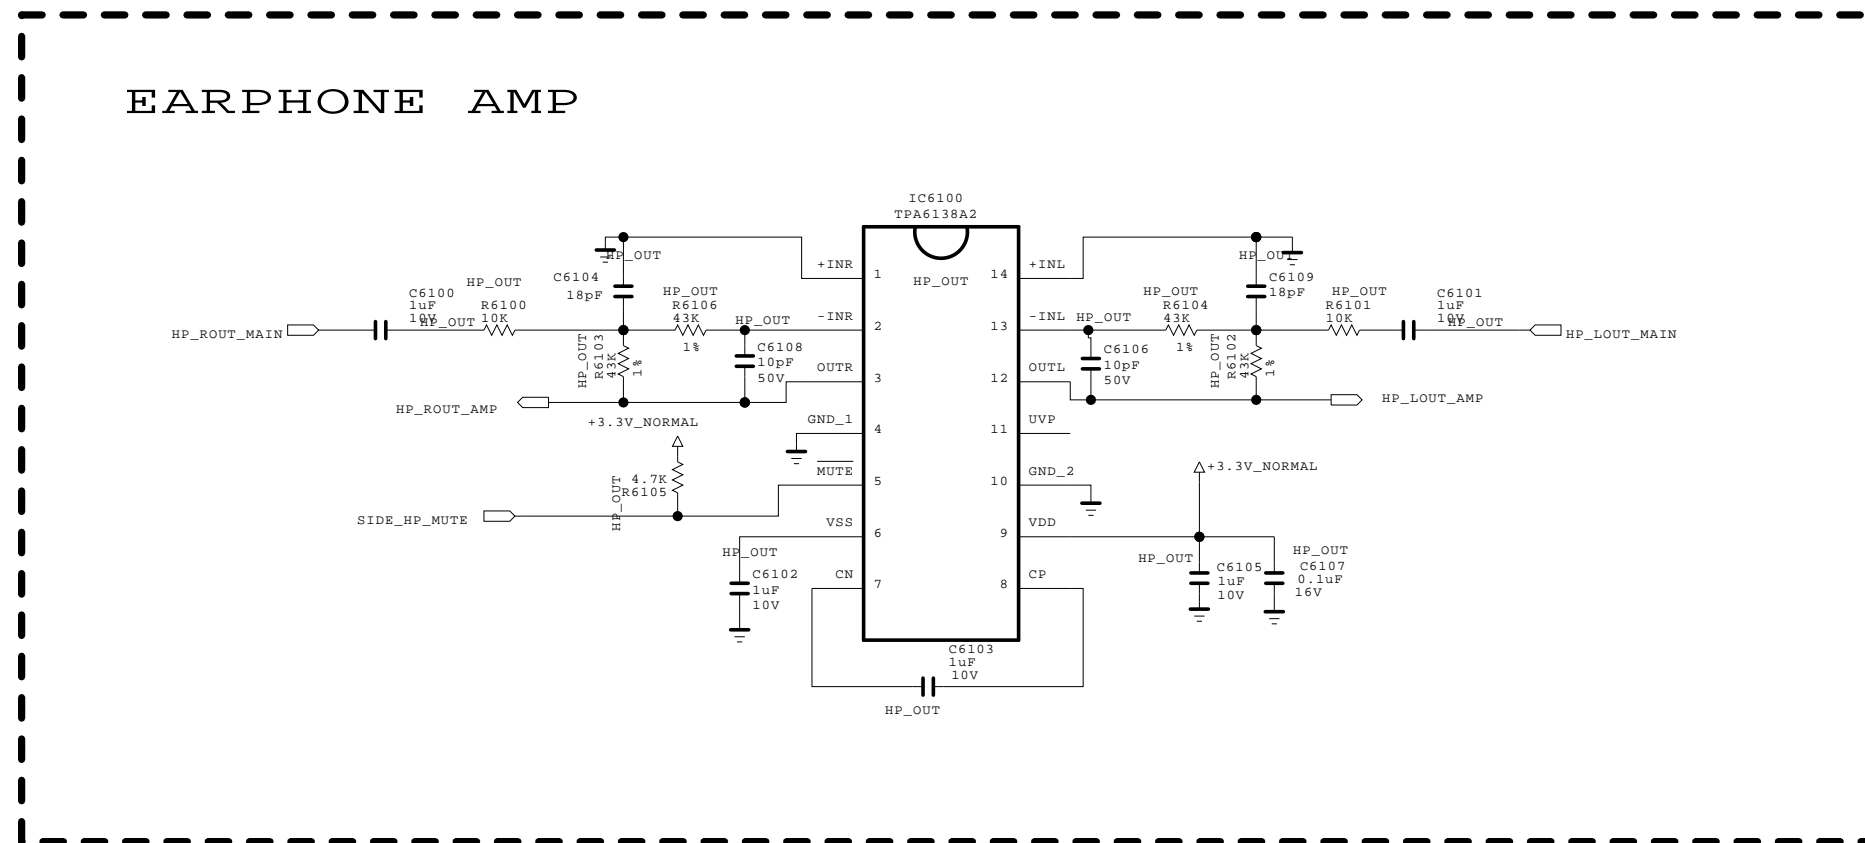 EARPHONE AMP
IC6100
TPA6138A2
HP_OUT
HP_OUT
+INR
1
14
+INL
HP_OUT
C6104
18pF
HP_OUT
C6109
18pF
C6100
1uF
10V
HP_OUT
HP_OUT
R6100
10K
HP_OUT
R6106
43K
1%
HP_OUT
-INR
2
13
-INL
HP_OUT
HP_OUT
R6104
43K
1%
HP_OUT
R6101
10K
C6101
1uF
10V
HP_OUT
HP_ROUT_MAIN
HP_LOUT_MAIN
HP_OUT
R6103
43K
1%
C6108
10pF
50V
OUTR
3
12
OUTL
C6106
10pF
50V
HP_OUT
R6102
43K
1%
HP_ROUT_AMP
HP_LOUT_AMP
+3.3V_NORMAL
GND_1
4
11
UVP
4.7K
R6105
HP_OUT
MUTE
5
10
GND_2
+3.3V_NORMAL
SIDE_HP_MUTE
VSS
6
9
VDD
HP_OUT
C6102
1uF
10V
HP_OUT
C6105
1uF
10V
HP_OUT
C6107
0.1uF
16V
CN
7
8
CP
C6103
1uF
10V
HP_OUT